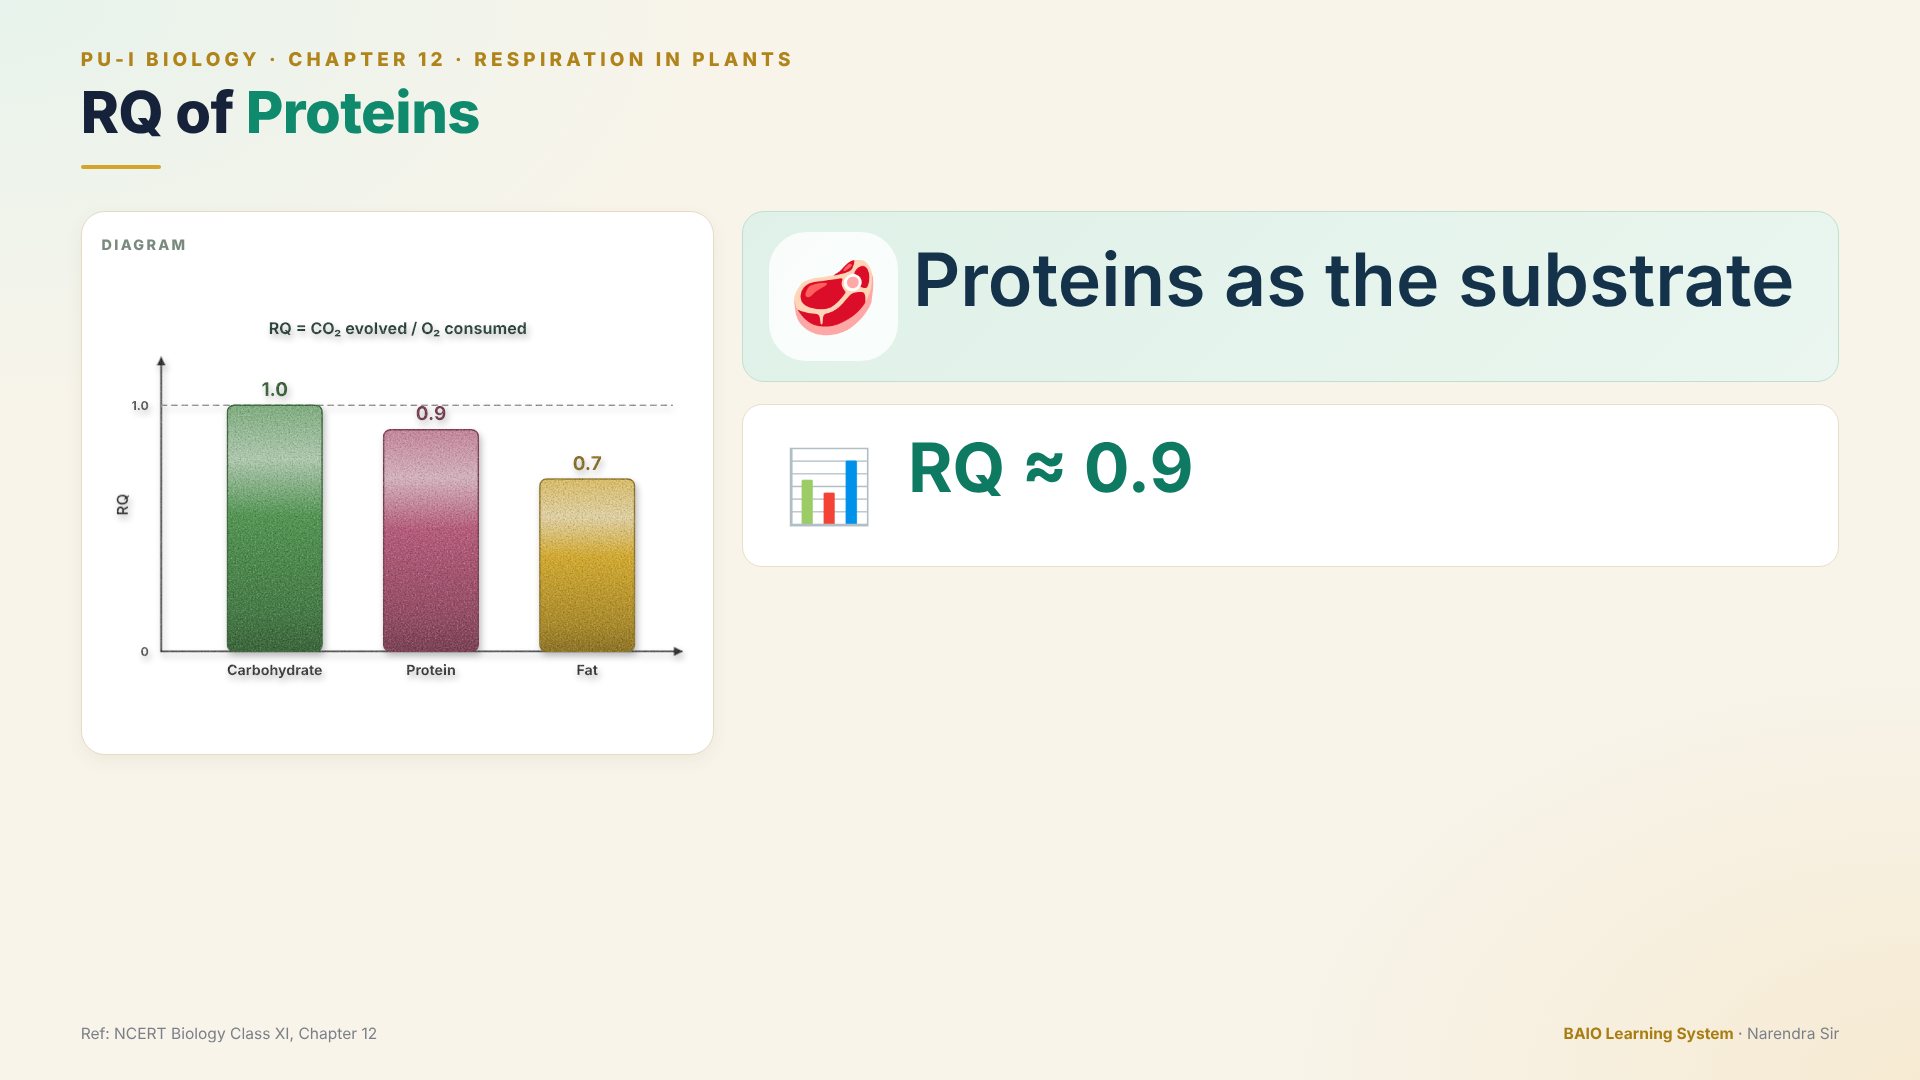 PU-I BIOLOGY · CHAPTER 12 · RESPIRATION IN PLANTS
RQ of Proteins
DIAGRAM
RQ = CO₂ evolved / O₂ consumed
1.0
1.0
0.9
0.7
RQ
0
Carbohydrate
Protein
Fat
Proteins as the substrate
RQ ≈ 0.9
Ref: NCERT Biology Class XI, Chapter 12
BAIO Learning System · Narendra Sir